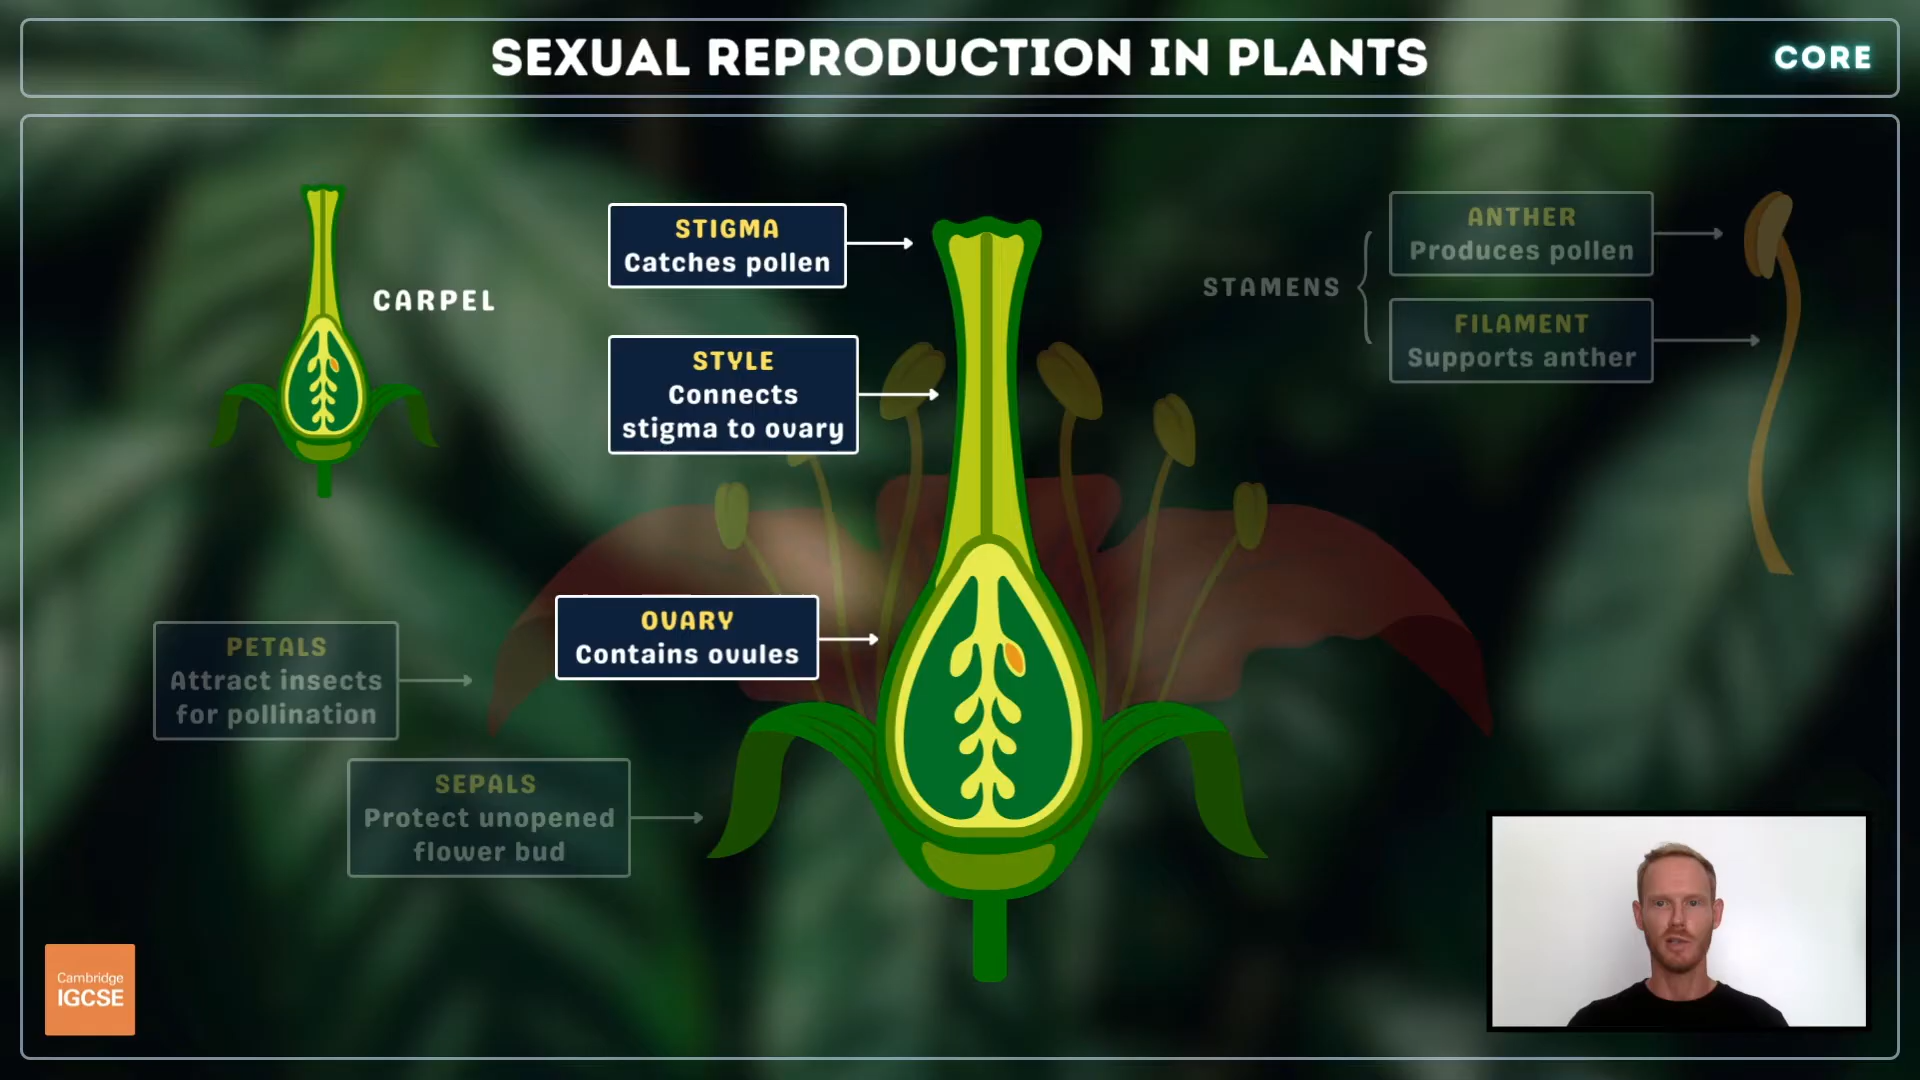 SEXUAL REPRODUCTION IN PLANTS
CORE
CARPEL
STIGMA
Catches pollen
STYLE
Connects
stigma to ovary
OVARY
Contains ovules
STAMENS
ANTHER
Produces pollen
FILAMENT
Supports anther
PETALS
Attract insects
for pollination
SEPALS
Protect unopened
flower bud
Cambridge
IGCSE